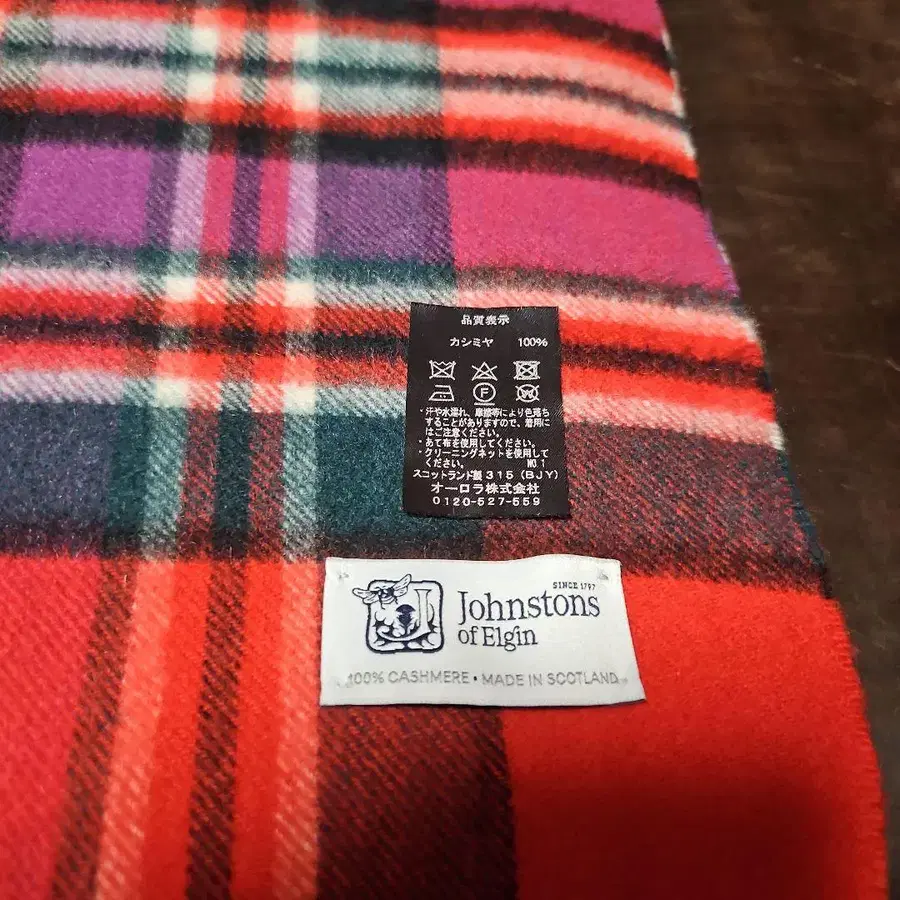 品質表示
カシミヤ 100%
・汗や水濡れ、摩擦等により色落ち
することがありますので、着用には
ご注意ください。
・あて布を使用してください。
・クリーニングネットを使用して
ください。 NO.1
スコットランド製 315 (BJY)
オーロラ株式会社
0120-527-559
SINCE 1797
Johnstons
of Elgin
100% CASHMERE • MADE IN SCOTLAND